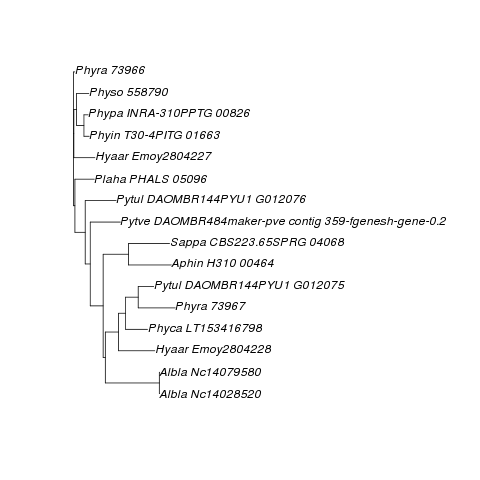 Phyra 73966
Physo 558790
Phypa INRA-310PPTG 00826
Phyin T30-4PITG 01663
Hyaar Emoy2804227
Plaha PHALS 05096
Pytul DAOMBR144PYU1 G012076
Pytve DAOMBR484maker-pve contig 359-fgenesh-gene-0.2
Sappa CBS223.65SPRG 04068
Aphin H310 00464
Pytul DAOMBR144PYU1 G012075
Phyra 73967
Phyca LT153416798
Hyaar Emoy2804228
Albla Nc14079580
Albla Nc14028520